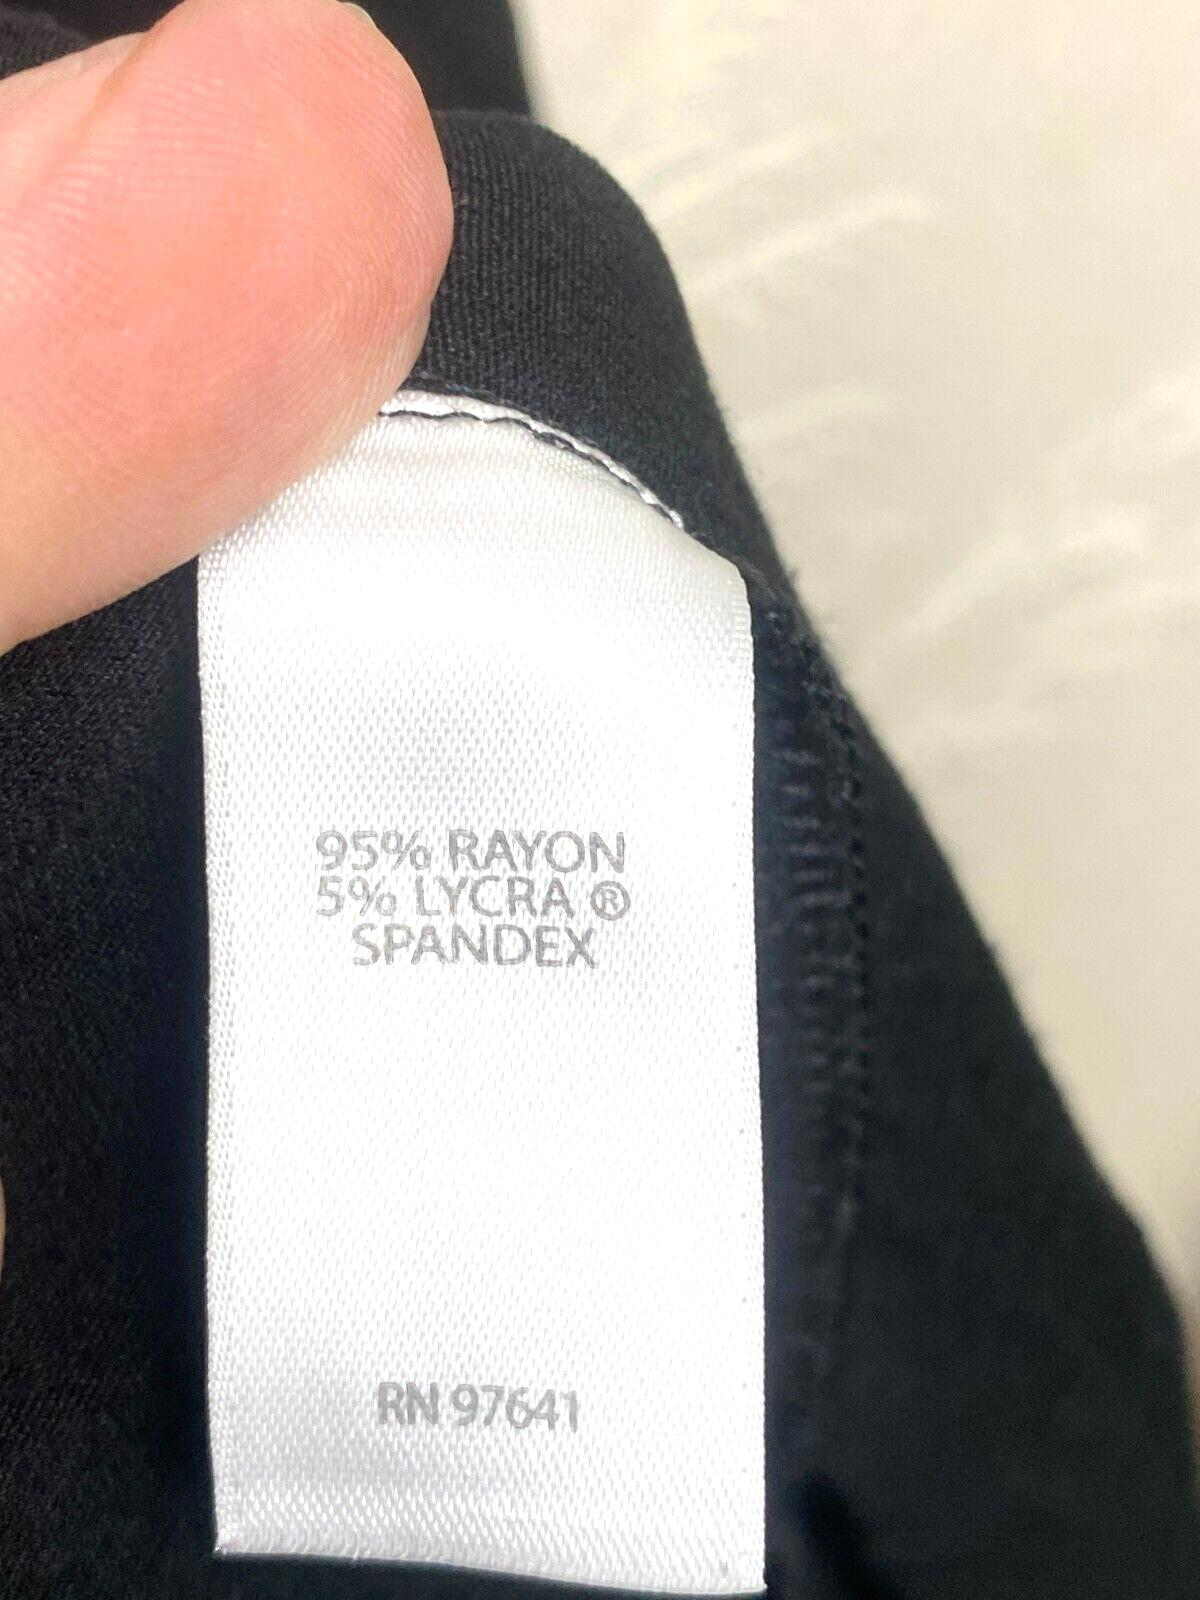 95% RAYON
5% LYCRA ®
SPANDEX
RN 97641